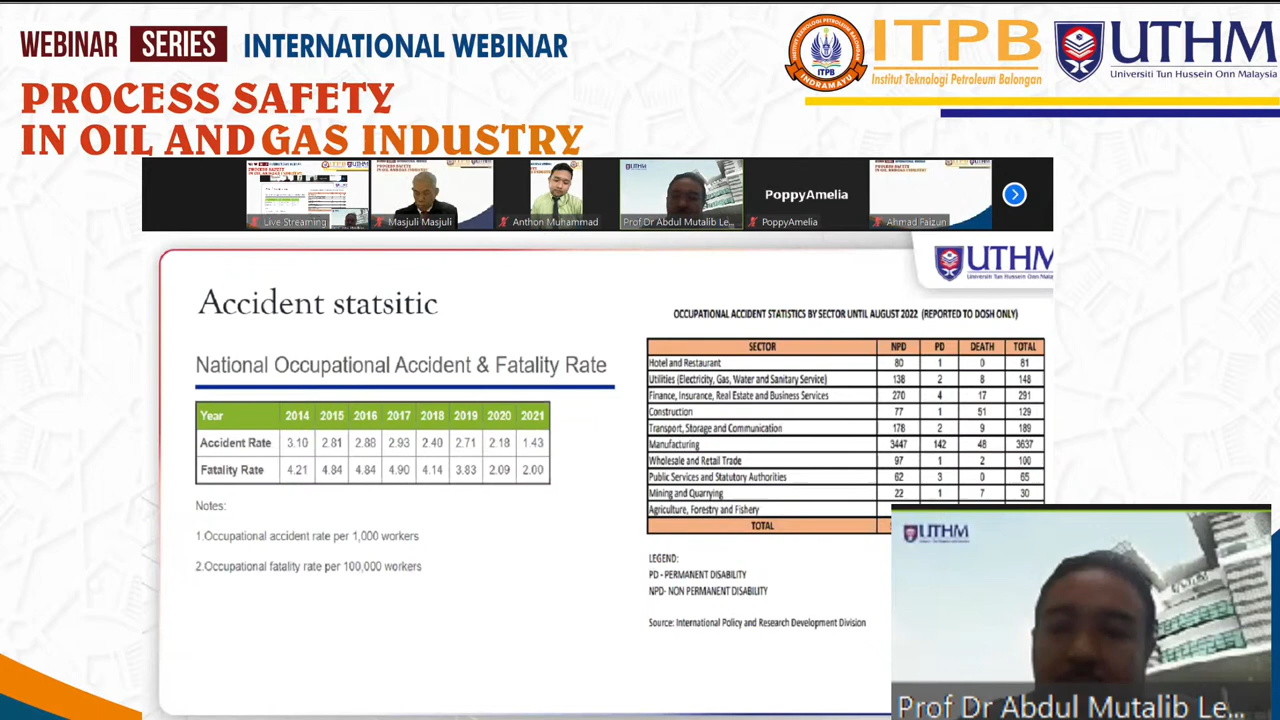 WEBINAR SERIES INTERNATIONAL WEBINAR
PROCESS SAFETY
IN OIL AND GAS INDUSTRY
ITPB
Institut Teknologi Petroleum Balongan
INDRAMAYU
ITPB
UTHM
Universiti Tun Hussein Onn Malaysia
PoppyAmelia
Live Streaming
Masjuli Masjuli
Anthon Muhammad
Prof Dr Abdul Mutalib Le...
PoppyAmelia
Ahmad Faizun
UTHM
Universiti Tun Hussein Onn Malays
Accident statsitic
National Occupational Accident & Fatality Rate
Year 2014 2015 2016 2017 2018 2019 2020 2021
Accident Rate 3.10 2.81 2.88 2.93 2.40 2.71 2.18 1.43
Fatality Rate 4.21 4.84 4.84 4.90 4.14 3.83 2.09 2.00
Notes:
1.Occupational accident rate per 1,000 workers
2.Occupational fatality rate per 100,000 workers
OCCUPATIONAL ACCIDENT STATISTICS BY SECTOR UNTIL AUGUST 2022 (REPORTED TO DOSH ONLY)
SECTOR NPD PD DEATH TOTAL
Hotel and Restaurant 80 1 0 81
Utilities (Electricity, Gas, Water and Sanitary Service) 138 2 8 148
Finance, Insurance, Real Estate and Business Services 270 4 17 291
Construction 77 1 51 129
Transport, Storage and Communication 178 2 9 189
Manufacturing 3447 142 48 3637
Wholesale and Retail Trade 97 1 2 100
Public Services and Statutory Authorities 62 3 0 65
Mining and Quarrying 22 1 7 30
Agriculture, Forestry and Fishery
TOTAL
LEGEND:
PD - PERMANENT DISABILITY
NPD- NON PERMANENT DISABILITY
Source: International Policy and Research Development Division
UTHM
Prof Dr Abdul Mutalib Le...